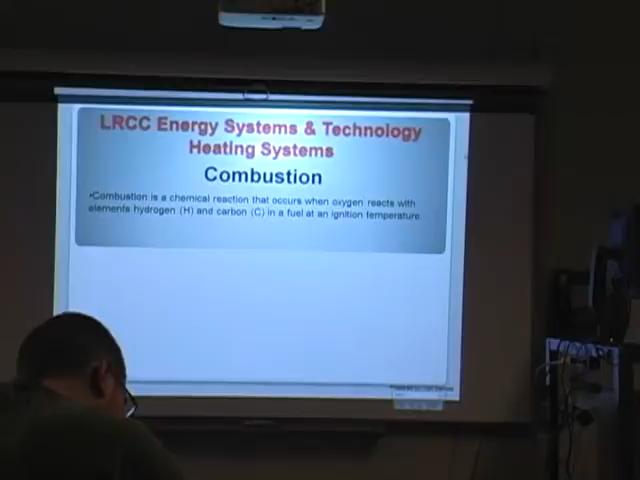 LRCC Energy Systems & Technology
Heating Systems
Combustion
•Combustion is a chemical reaction that occurs when oxygen reacts with
elements hydrogen (H) and carbon (C) in a fuel at an ignition temperature.